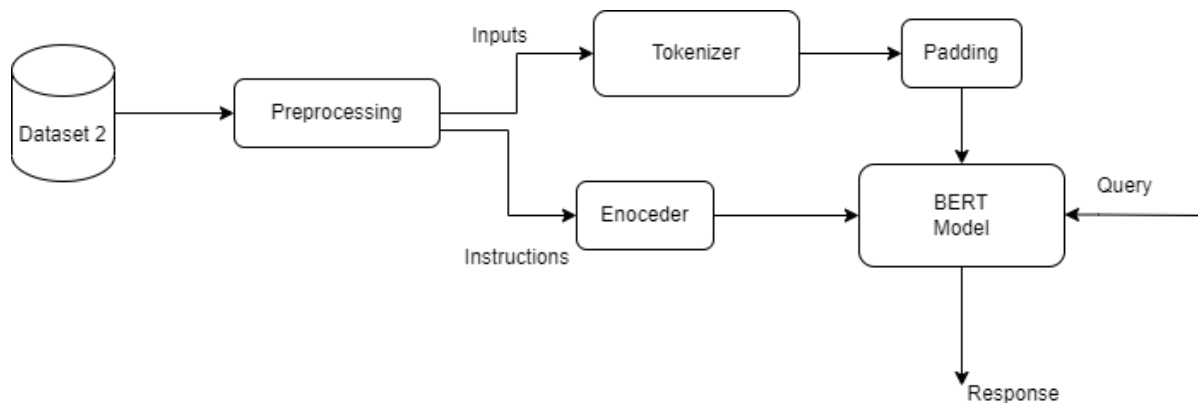 Inputs
Tokenizer
Padding
Dataset 2
Preprocessing
Enoceder
Instructions
BERT
Model
Query
Response